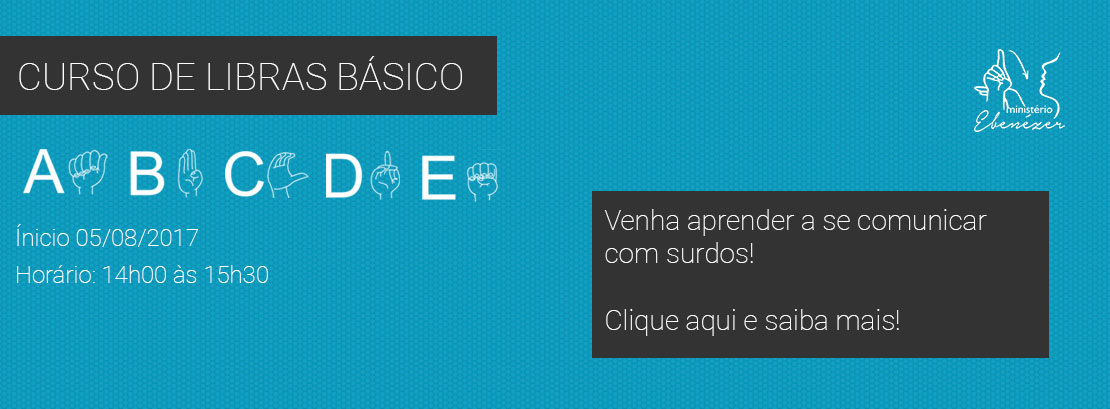 CURSO DE LIBRAS BÁSICO
ministério
Ebenézer
A B C D E
Ínicio 05/08/2017
Horário: 14h00 às 15h30
Venha aprender a se comunicar
com surdos!
Clique aqui e saiba mais!